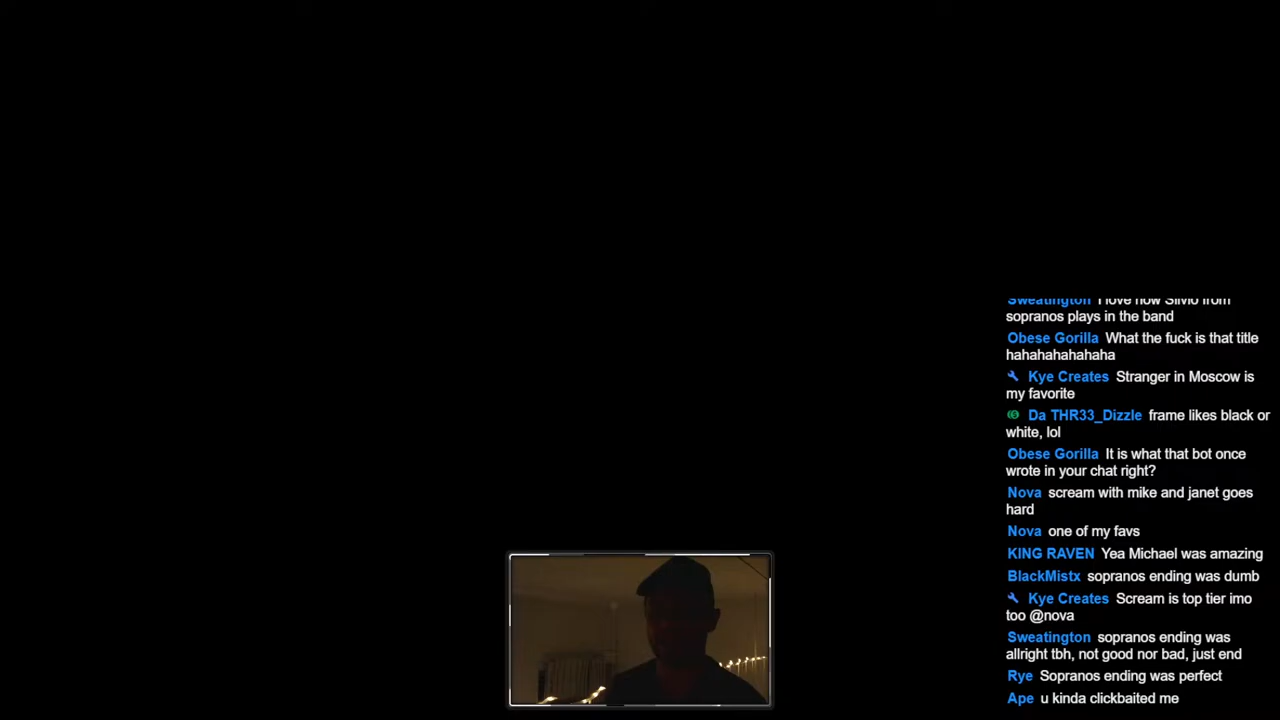 Sweatington I love how Silvio from
sopranos plays in the band
Obese Gorilla What the fuck is that title
hahahahahahaha
Kye Creates Stranger in Moscow is
my favorite
Da THR33_Dizzle frame likes black or
white, lol
Obese Gorilla It is what that bot once
wrote in your chat right?
Nova scream with mike and janet goes
hard
Nova one of my favs
KING RAVEN Yea Michael was amazing
BlackMistx sopranos ending was dumb
Kye Creates Scream is top tier imo
too @nova
Sweatington sopranos ending was
allright tbh, not good nor bad, just end
Rye Sopranos ending was perfect
Ape u kinda clickbaited me